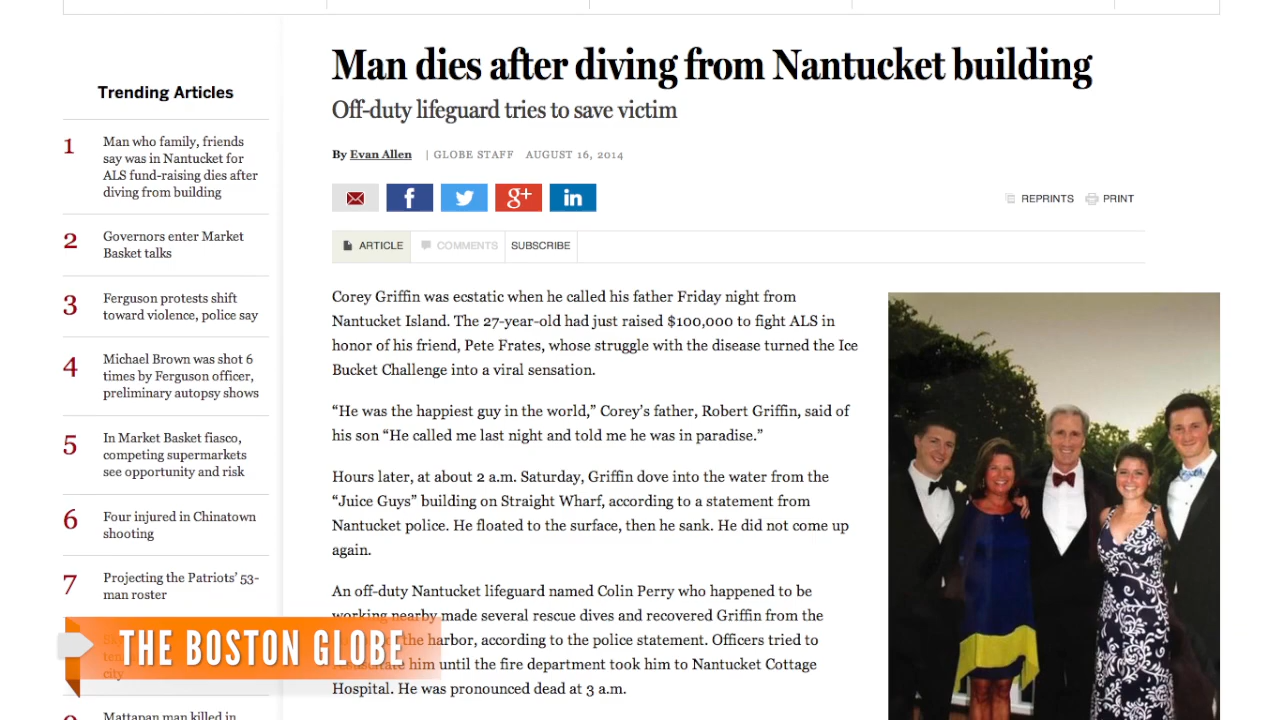 Trending Articles
1
Man who family, friends
say was in Nantucket for
ALS fund-raising dies after
diving from building
2
Governors enter Market
Basket talks
3
Ferguson protests shift
toward violence, police say
4
Michael Brown was shot 6
times by Ferguson officer,
preliminary autopsy shows
5
In Market Basket fiasco,
competing supermarkets
see opportunity and risk
6
Four injured in Chinatown
shooting
7
Projecting the Patriots’ 53-
man roster
city
Mattapan man killed in
Man dies after diving from Nantucket building
Off-duty lifeguard tries to save victim
By Evan Allen | GLOBE STAFF AUGUST 16, 2014
f g+ in
REPRINTS PRINT
ARTICLE COMMENTS SUBSCRIBE
Corey Griffin was ecstatic when he called his father Friday night from
Nantucket Island. The 27-year-old had just raised $100,000 to fight ALS in
honor of his friend, Pete Frates, whose struggle with the disease turned the Ice
Bucket Challenge into a viral sensation.
“He was the happiest guy in the world,” Corey’s father, Robert Griffin, said of
his son “He called me last night and told me he was in paradise.”
Hours later, at about 2 a.m. Saturday, Griffin dove into the water from the
“Juice Guys” building on Straight Wharf, according to a statement from
Nantucket police. He floated to the surface, then he sank. He did not come up
again.
An off-duty Nantucket lifeguard named Colin Perry who happened to be
working nearby made several rescue dives and recovered Griffin from the
the harbor, according to the police statement. Officers tried to
him until the fire department took him to Nantucket Cottage
Hospital. He was pronounced dead at 3 a.m.
THE BOSTON GLOBE